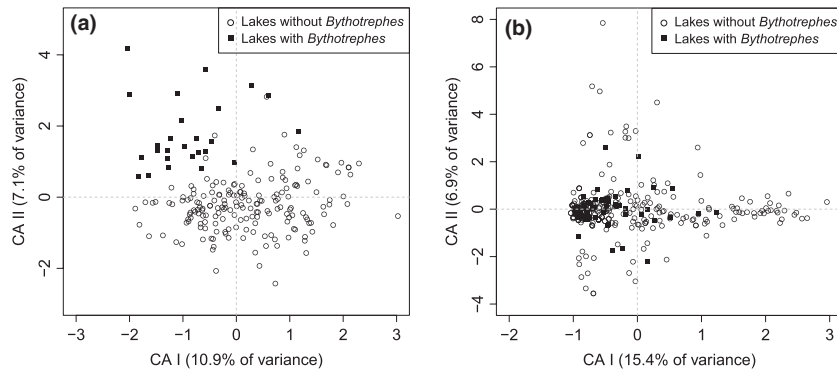 (a)
○ Lakes without Bythotrephes
■ Lakes with Bythotrephes
CA II (7.1% of variance)
4
2
0
−2
−3 −2 −1 0 1 2 3
CA I (10.9% of variance)
(b)
○ Lakes without Bythotrephes
■ Lakes with Bythotrephes
CA II (6.9% of variance)
8
6
4
2
0
−2
−4
−2 −1 0 1 2 3
CA I (15.4% of variance)